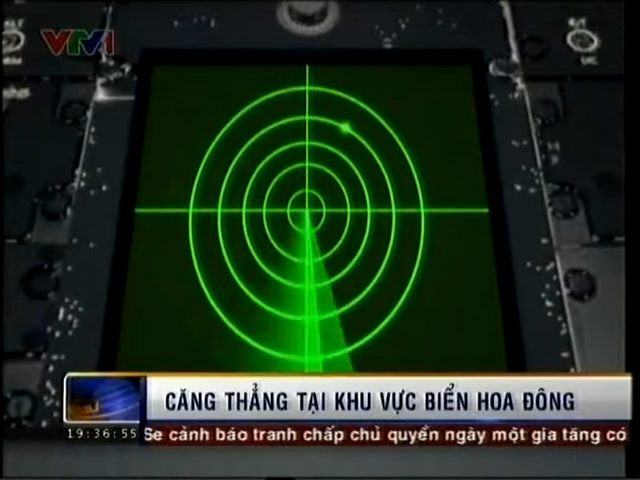 VTV1
CĂNG THẲNG TẠI KHU VỰC BIỂN HOA ĐÔNG
19:36:55
Se cảnh báo tranh chấp chủ quyền ngày một gia tăng có